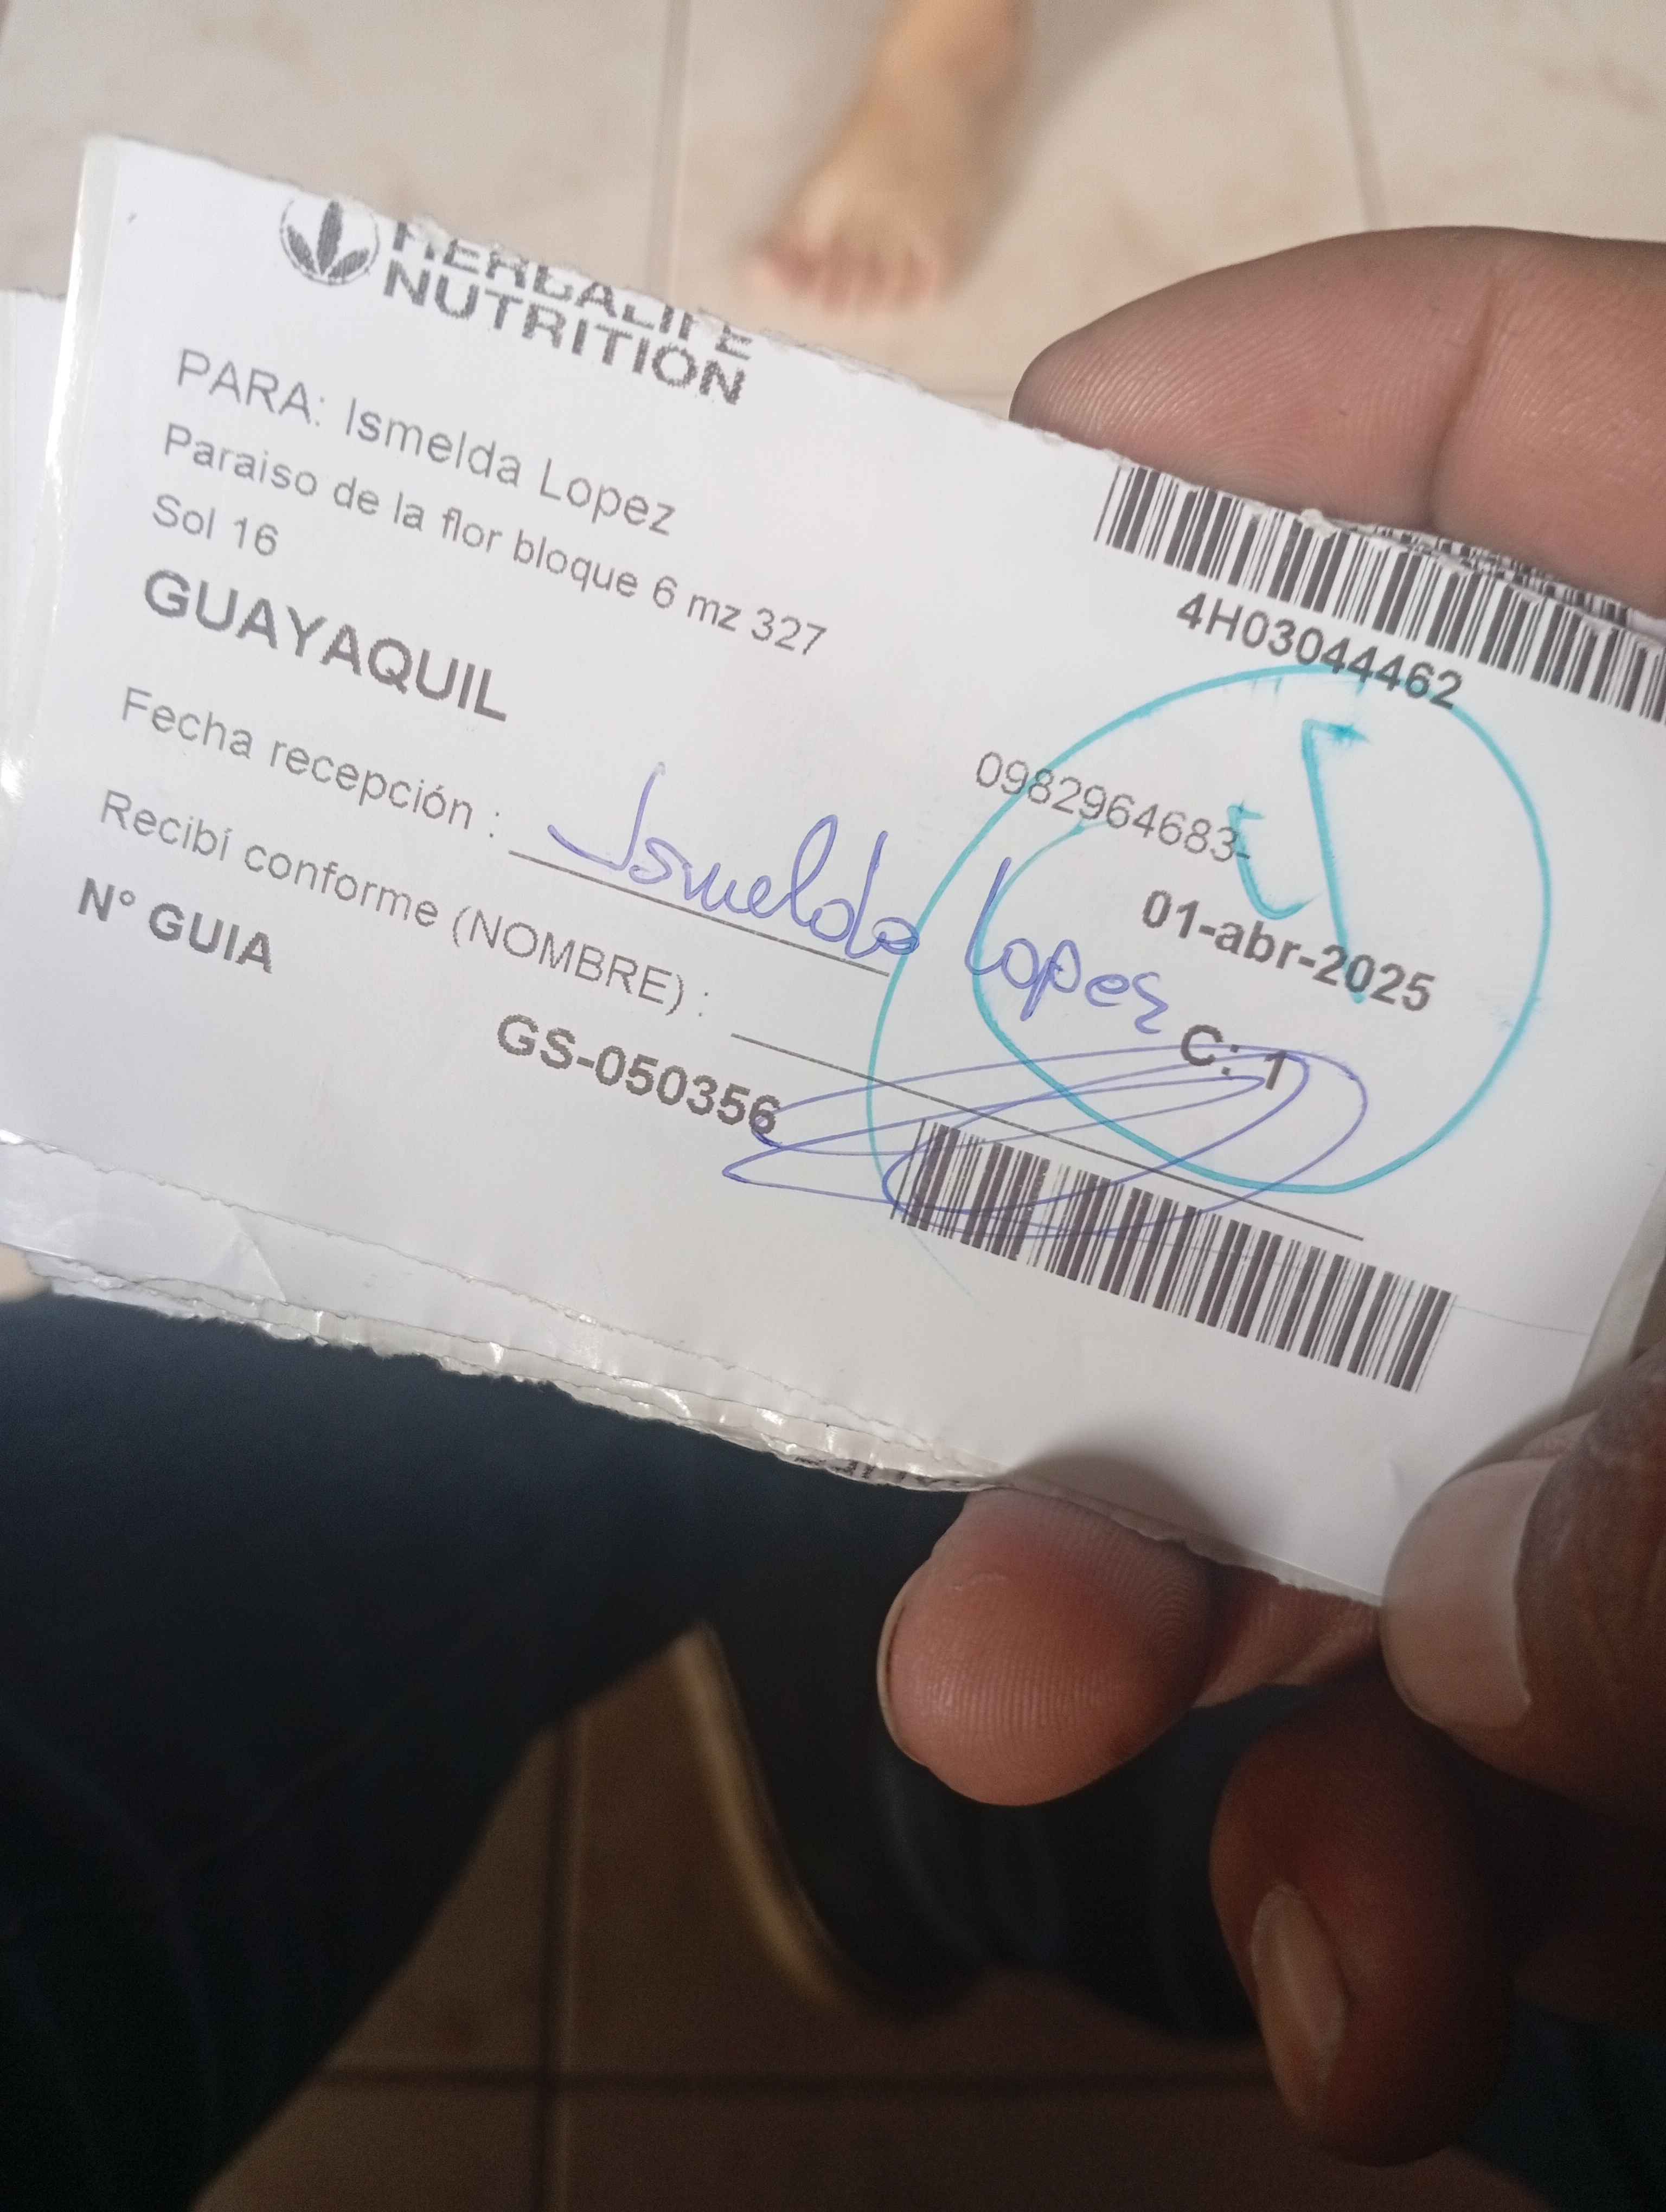 HERBALIFE
NUTRITION
PARA: Ismelda Lopez
Paraiso de la flor bloque 6 mz 327
Sol 16
GUAYAQUIL
4H03044462
0982964683-
Fecha recepción : Ismelda Lopez
01-abr-2025
Recibí conforme (NOMBRE) :
C: 1
N° GUIA
GS-050356